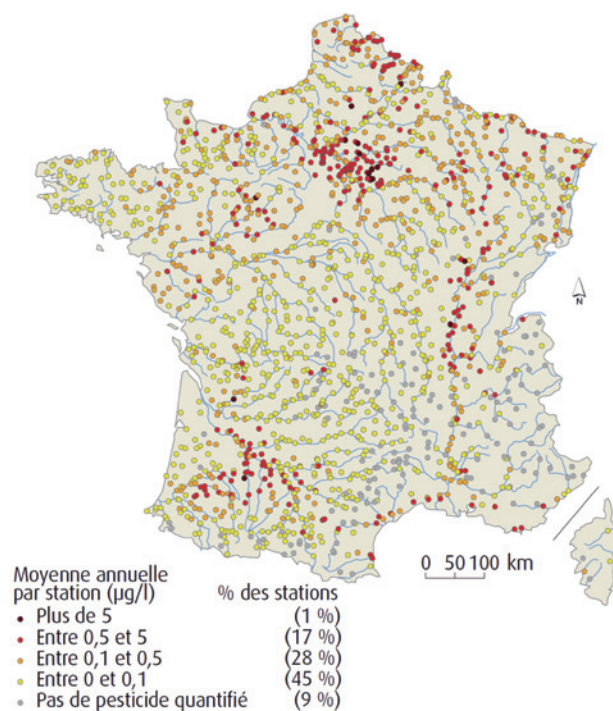 N
0 50 100 km
Moyenne annuelle
par station (µg/l) % des stations
Plus de 5 (1 %)
Entre 0,5 et 5 (17 %)
Entre 0,1 et 0,5 (28 %)
Entre 0 et 0,1 (45 %)
Pas de pesticide quantifié (9 %)